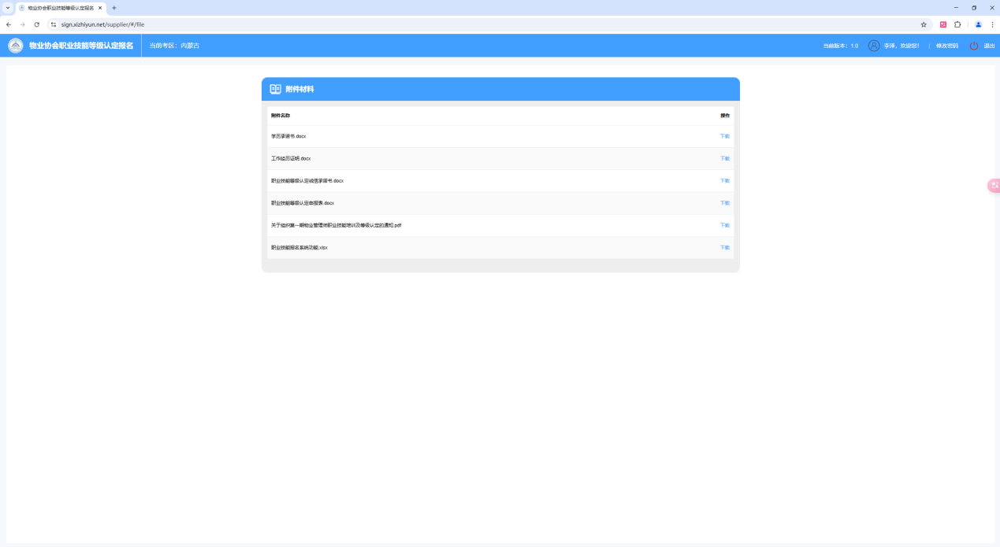 物业协会职业技能等级认定报名
sign.xizhiyun.net/supplier/#/file
物业协会职业技能等级认定报名 当前考区：内蒙古 当前版本：1.0 李泽，欢迎您！ | 修改密码 退出
附件材料
附件名称 操作
学历承诺书.docx 下载
工作经历证明.docx 下载
职业技能等级认定诚信承诺书.docx 下载
职业技能等级认定申报表.docx 下载
关于组织第一期物业管理师职业技能培训及等级认定的通知.pdf 下载
职业技能报名系统功能.xlsx 下载